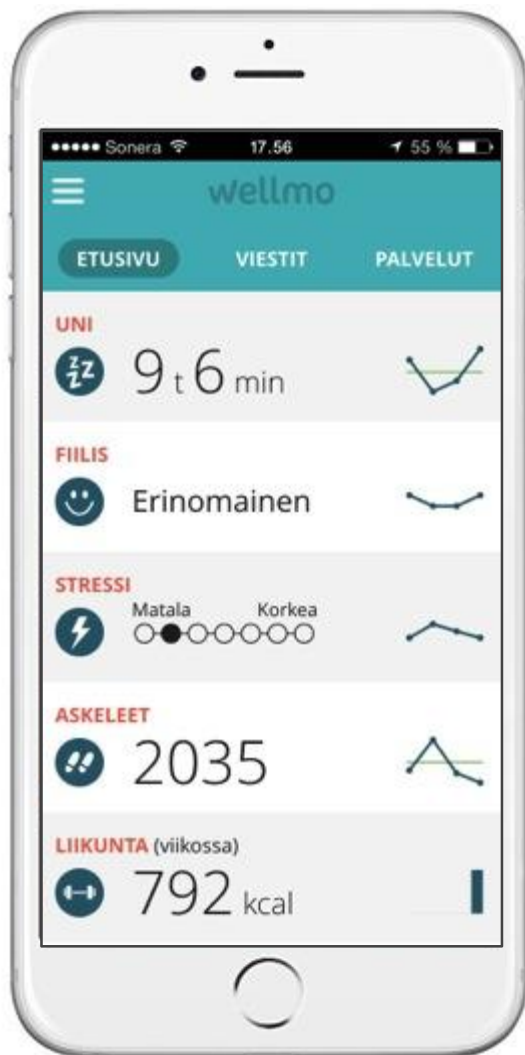 Sonera 17.56 55 %
wellmo
ETUSIVU VIESTIT PALVELUT
UNI
zzZZ
9 t 6 min
FIILIS
Erinomainen
STRESSI
Matala Korkea
ASKELEET
2035
LIIKUNTA (viikossa)
792 kcal